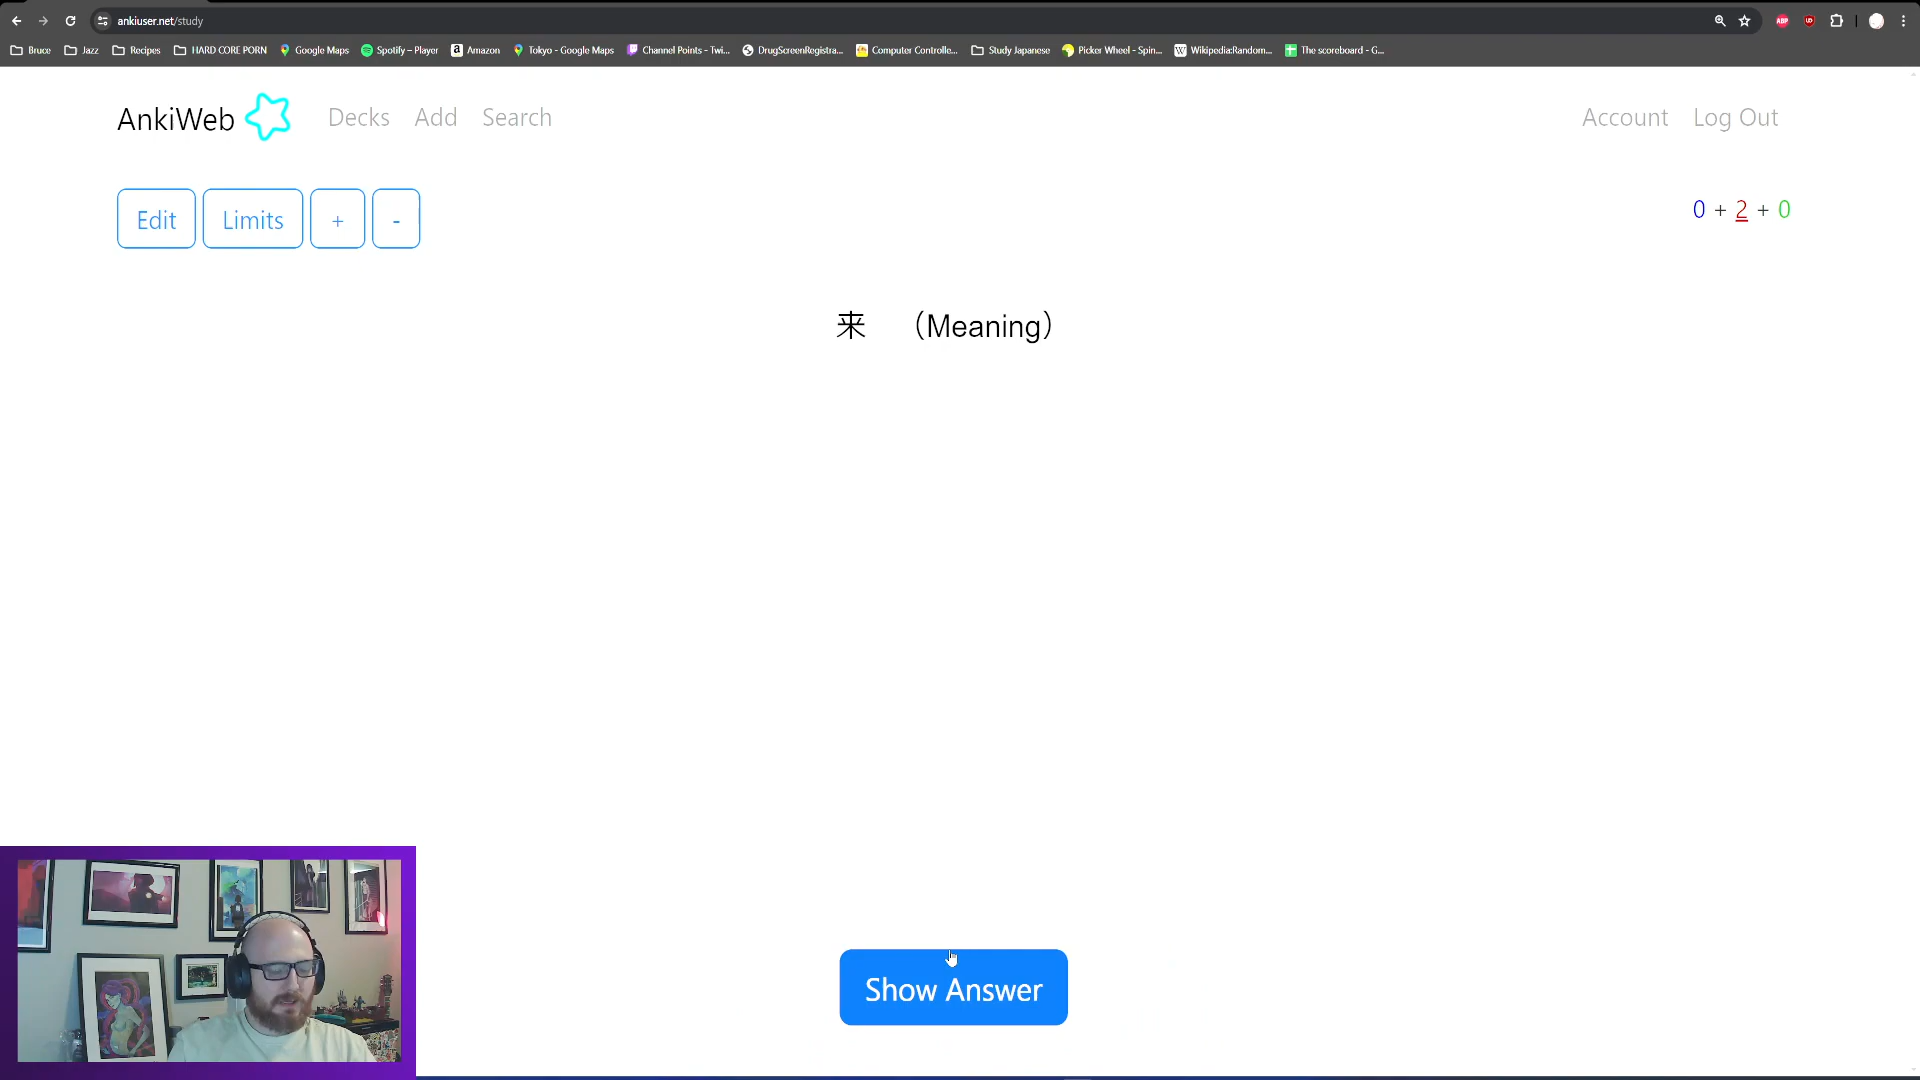 ankiuser.net/study
Bruce Jazz Recipes HARD CORE PORN Google Maps Spotify – Player Amazon Tokyo - Google Maps Channel Points - Twi... DrugScreenRegistra... Computer Controlle... Study Japanese Picker Wheel - Spin... Wikipedia:Random... The scoreboard - G...
AnkiWeb Decks Add Search Account Log Out
Edit Limits + - 0 + 2 + 0
来 （Meaning）
Show Answer